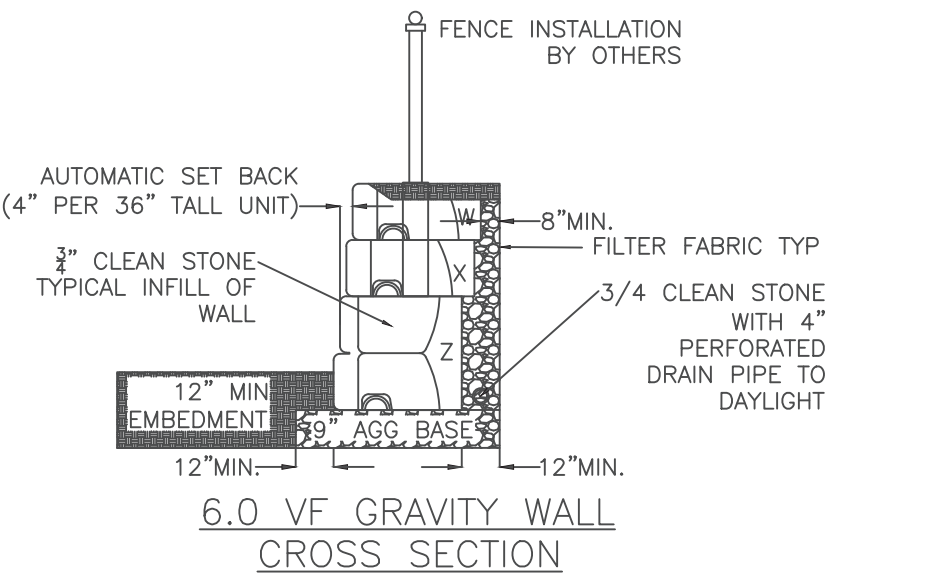 FENCE INSTALLATION
BY OTHERS
AUTOMATIC SET BACK
(4" PER 36" TALL UNIT)
W
8"MIN.
FILTER FABRIC TYP
3/4" CLEAN STONE
TYPICAL INFILL OF
WALL
X
3/4 CLEAN STONE
WITH 4"
PERFORATED
DRAIN PIPE TO
DAYLIGHT
Z
12" MIN
EMBEDMENT
9" AGG BASE
12"MIN.
12"MIN.
6.0 VF GRAVITY WALL
CROSS SECTION